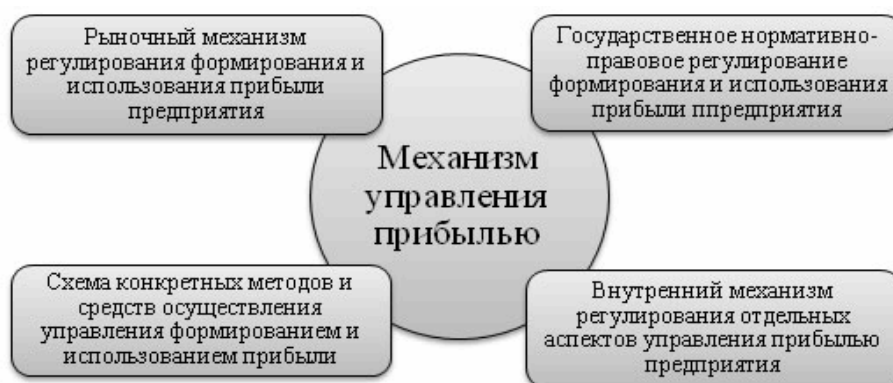 Рыночный механизм
регулирования формирования и
использования прибыли
предприятия
Государственное нормативно-
правовое регулирование
формирования и использования
прибыли ппредприятия
Механизм
управления
прибылью
Схема конкретных методов и
средств осуществления
управления формированием и
использованием прибыли
Внутренний механизм
регулирования отдельных
аспектов управления прибылью
предприятия